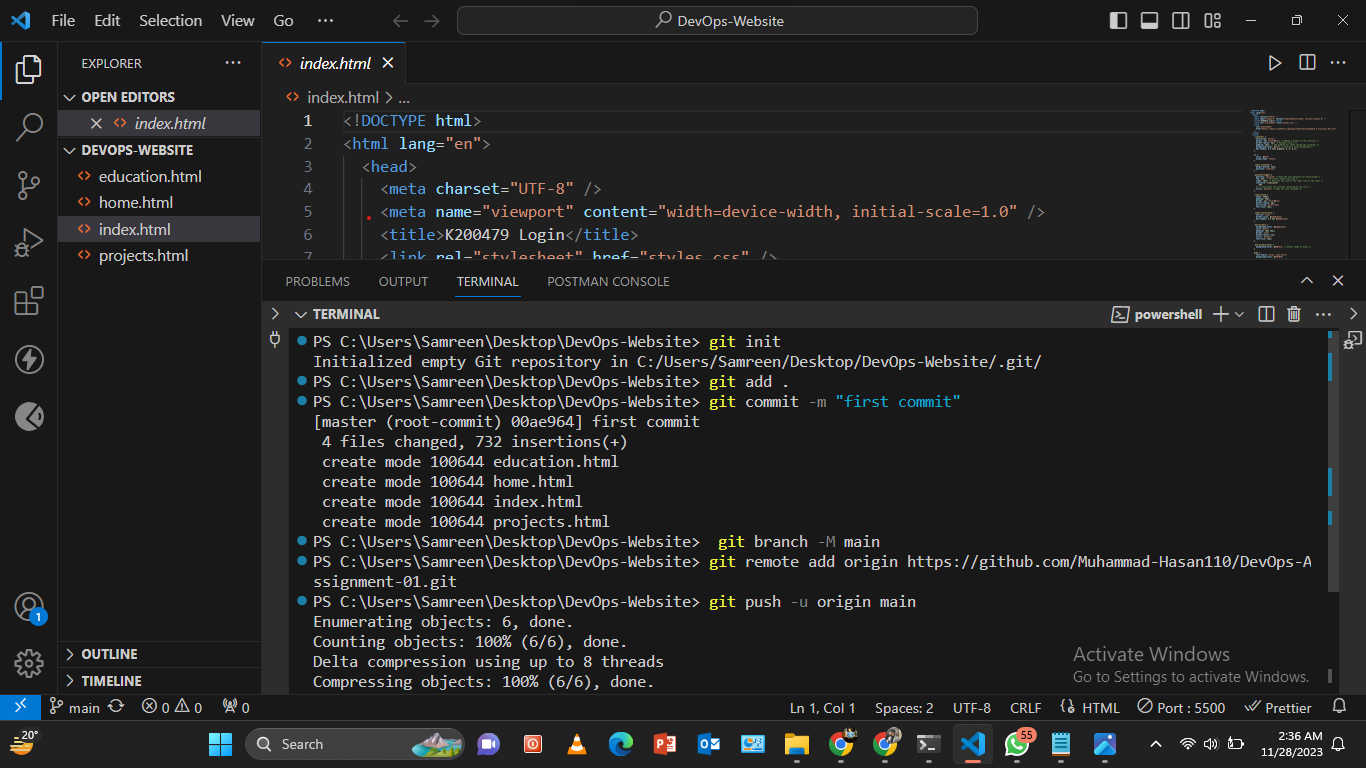 File Edit Selection View Go ···
DevOps-Website
EXPLORER ···
OPEN EDITORS
index.html
DEVOPS-WEBSITE
education.html
home.html
index.html
projects.html
OUTLINE
TIMELINE
index.html
index.html > ...
1 <!DOCTYPE html>
2 <html lang="en">
3 <head>
4 <meta charset="UTF-8" />
5 <meta name="viewport" content="width=device-width, initial-scale=1.0" />
6 <title>K200479 Login</title>
7 <link rel="stylesheet" href="styles.css" />
PROBLEMS OUTPUT TERMINAL POSTMAN CONSOLE
TERMINAL
powershell
PS C:\Users\Samreen\Desktop\DevOps-Website> git init
Initialized empty Git repository in C:/Users/Samreen/Desktop/DevOps-Website/.git/
PS C:\Users\Samreen\Desktop\DevOps-Website> git add .
PS C:\Users\Samreen\Desktop\DevOps-Website> git commit -m "first commit"
[master (root-commit) 00ae964] first commit
4 files changed, 732 insertions(+)
create mode 100644 education.html
create mode 100644 home.html
create mode 100644 index.html
create mode 100644 projects.html
PS C:\Users\Samreen\Desktop\DevOps-Website>  git branch -M main
PS C:\Users\Samreen\Desktop\DevOps-Website> git remote add origin https://github.com/Muhammad-Hasan110/DevOps-A
ssignment-01.git
PS C:\Users\Samreen\Desktop\DevOps-Website> git push -u origin main
Enumerating objects: 6, done.
Counting objects: 100% (6/6), done.
Delta compression using up to 8 threads
Compressing objects: 100% (6/6), done.
Activate Windows
Go to Settings to activate Windows.
1
main 0 0 0
Ln 1, Col 1 Spaces: 2 UTF-8 CRLF HTML Port : 5500 Prettier
20°
Search
55
2:36 AM
11/28/2023